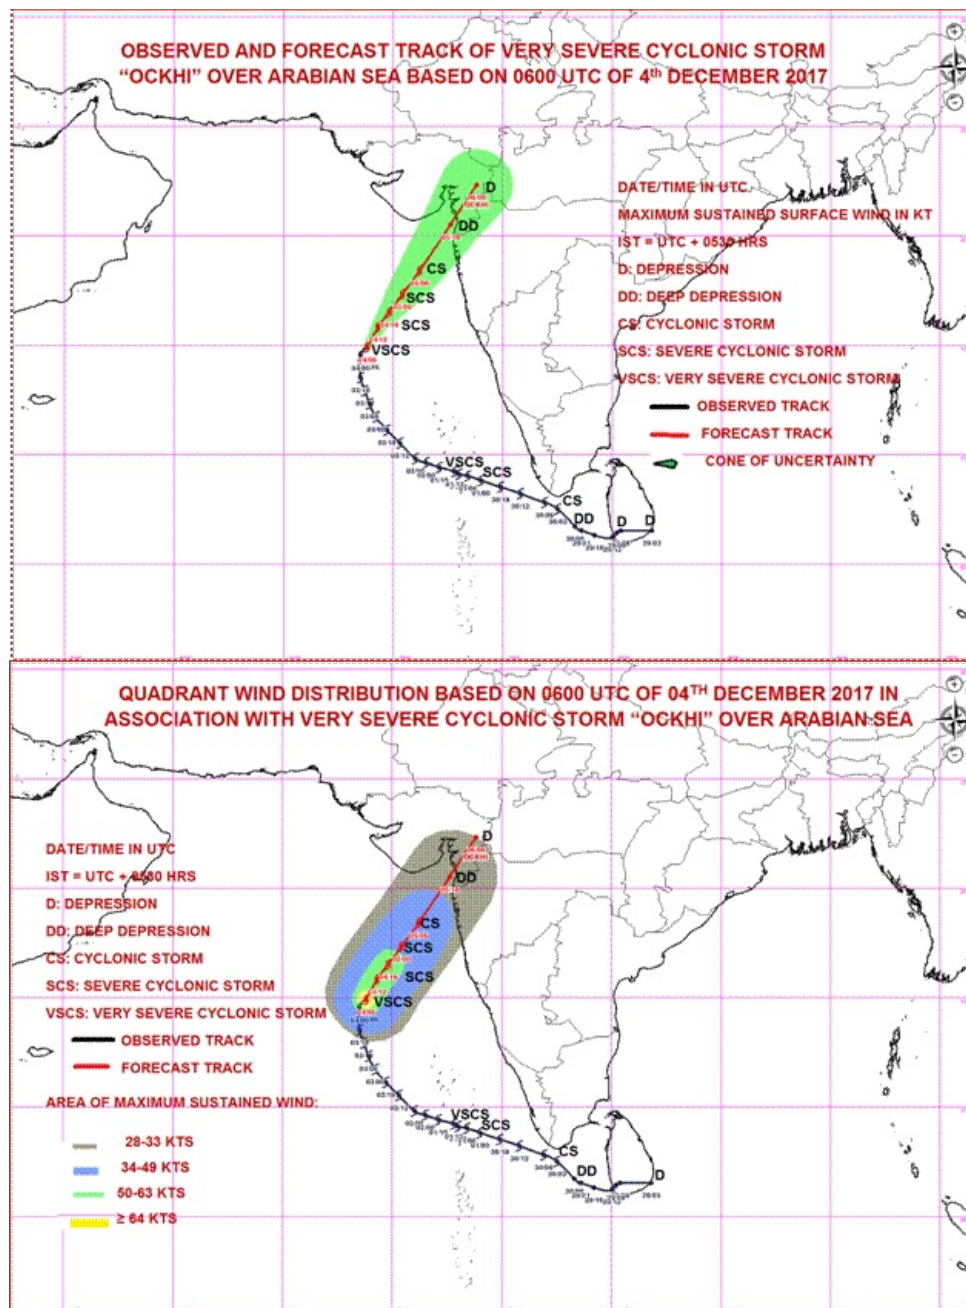 OBSERVED AND FORECAST TRACK OF VERY SEVERE CYCLONIC STORM
“OCKHI” OVER ARABIAN SEA BASED ON 0600 UTC OF 4th DECEMBER 2017
D
OCKHI
DD
CS
SCS
SCS
VSCS
VSCS
SCS
CS
DD
D
D
DATE/TIME IN UTC.
MAXIMUM SUSTAINED SURFACE WIND IN KT
IST = UTC + 0530 HRS
D: DEPRESSION
DD: DEEP DEPRESSION
CS: CYCLONIC STORM
SCS: SEVERE CYCLONIC STORM
VSCS: VERY SEVERE CYCLONIC STORM
OBSERVED TRACK
FORECAST TRACK
CONE OF UNCERTAINTY
QUADRANT WIND DISTRIBUTION BASED ON 0600 UTC OF 04TH DECEMBER 2017 IN
ASSOCIATION WITH VERY SEVERE CYCLONIC STORM “OCKHI” OVER ARABIAN SEA
DATE/TIME IN UTC
IST = UTC + 0530 HRS
D: DEPRESSION
DD: DEEP DEPRESSION
CS: CYCLONIC STORM
SCS: SEVERE CYCLONIC STORM
VSCS: VERY SEVERE CYCLONIC STORM
OBSERVED TRACK
FORECAST TRACK
AREA OF MAXIMUM SUSTAINED WIND:
28-33 KTS
34-49 KTS
50-63 KTS
≥ 64 KTS
D
OCKHI
DD
CS
SCS
SCS
VSCS
VSCS
SCS
CS
DD
D